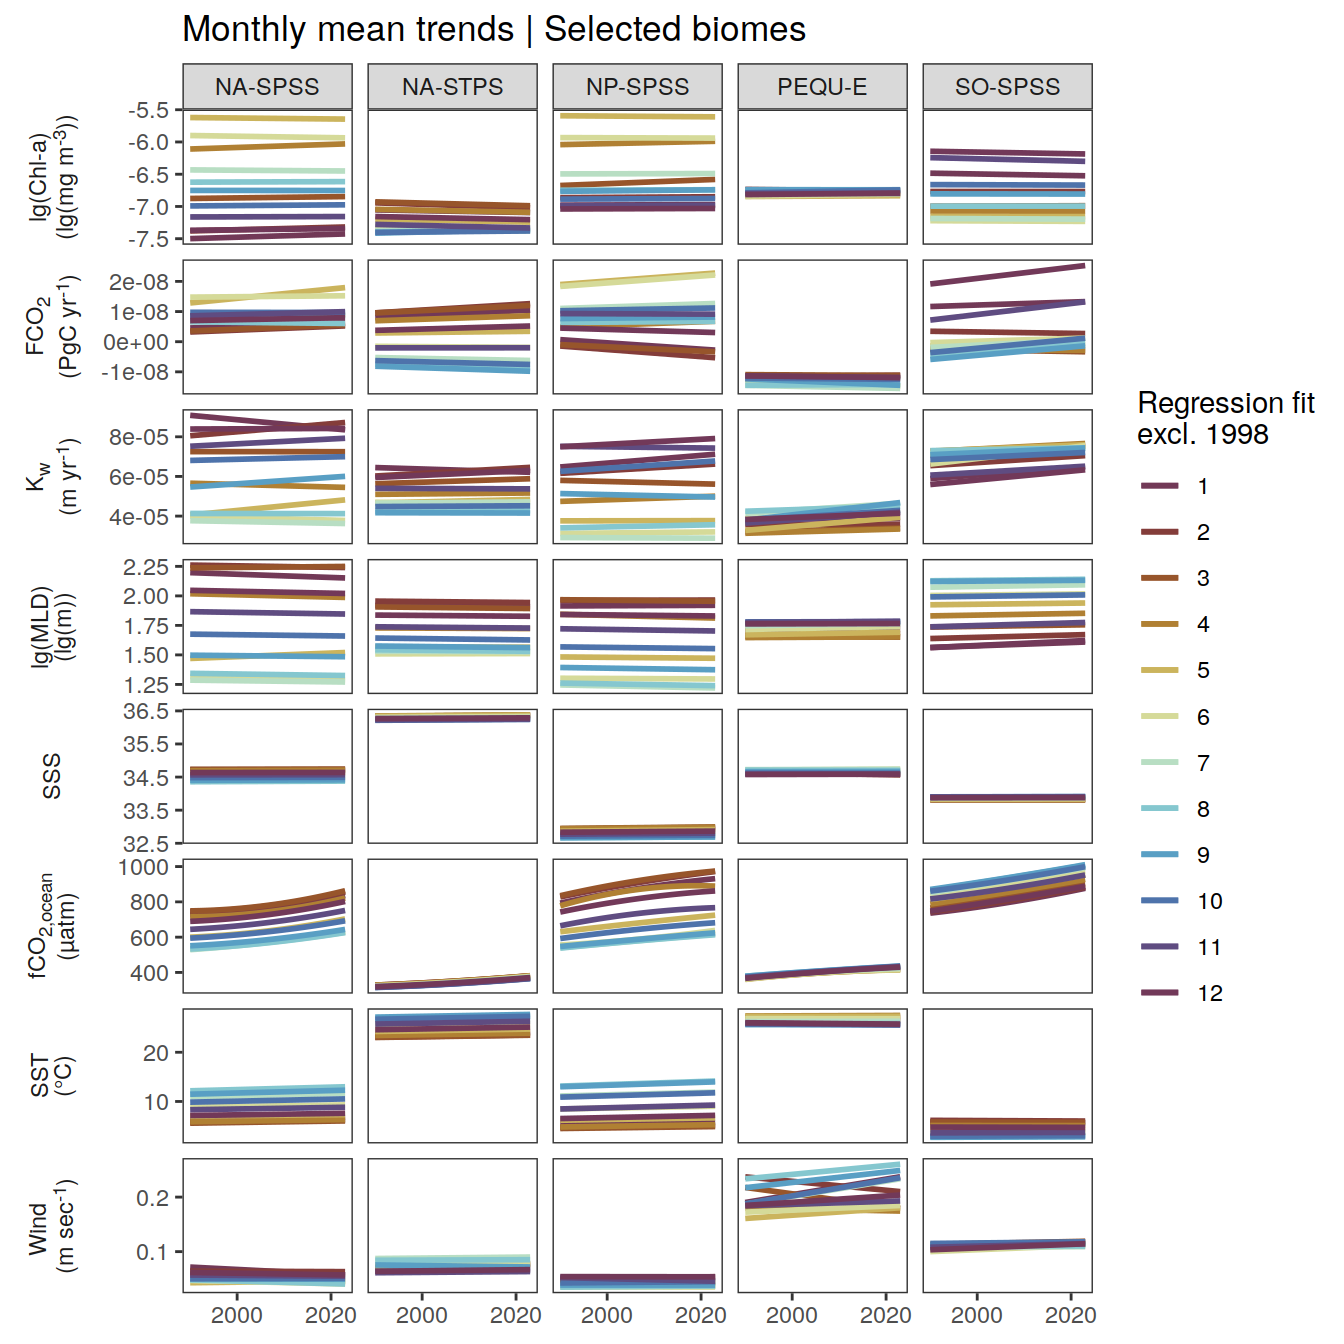 Monthly mean trends | Selected biomes
NA-SPSS NA-STPS NP-SPSS PEQU-E SO-SPSS
lg(Chl-a)
(lg(mg m-3))
-5.5
-6.0
-6.5
-7.0
-7.5
FCO2
(PgC yr-1)
2e-08
1e-08
0e+00
-1e-08
Kw
(m yr-1)
8e-05
6e-05
4e-05
lg(MLD)
(lg(m))
2.25
2.00
1.75
1.50
1.25
SSS
36.5
35.5
34.5
33.5
32.5
fCO2,ocean
(µatm)
1000
800
600
400
SST
(°C)
20
10
Wind
(m sec-1)
0.2
0.1
2000 2020 2000 2020 2000 2020 2000 2020 2000 2020
Regression fit
excl. 1998
1
2
3
4
5
6
7
8
9
10
11
12